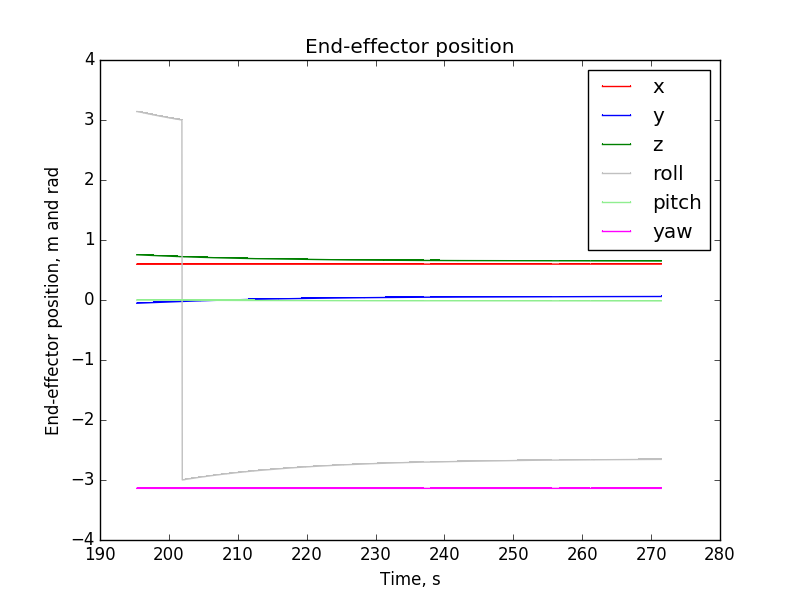 End-effector position
4
3
2
1
0
−1
−2
−3
−4
End-effector position, m and rad
x
y
z
roll
pitch
yaw
190 200 210 220 230 240 250 260 270 280
Time, s